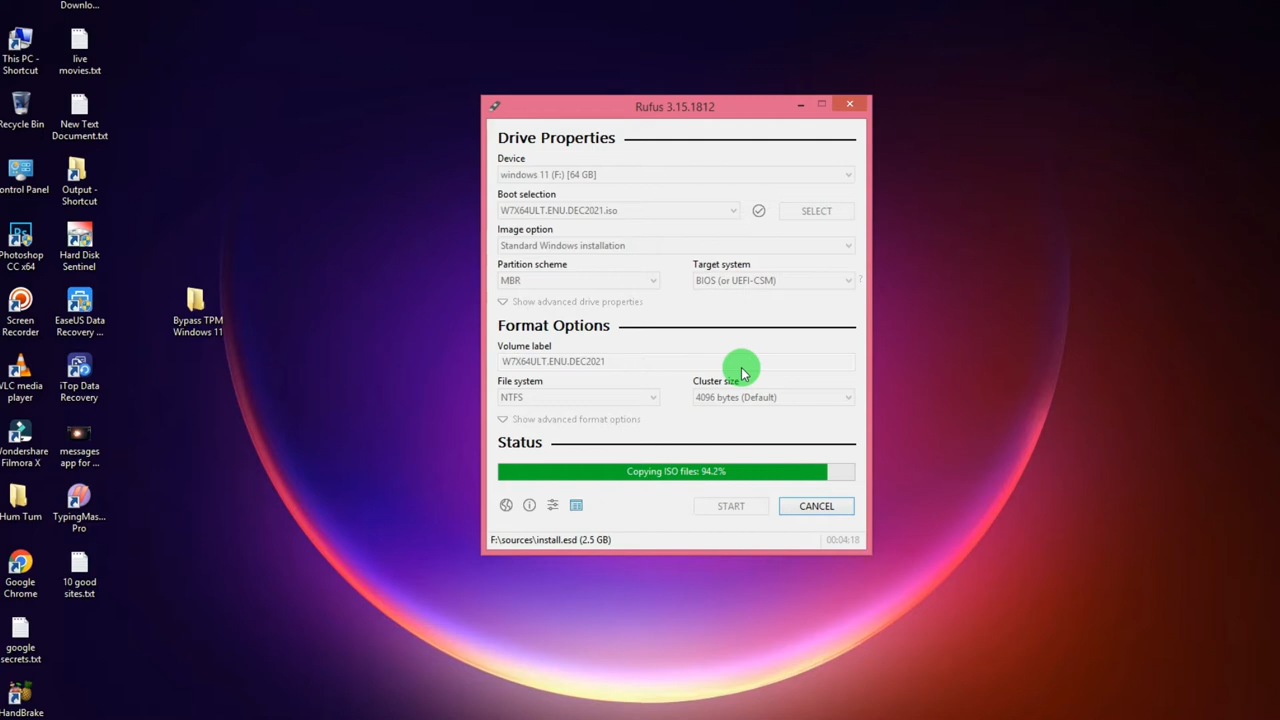 Downloa...
This PC -
Shortcut
live
movies.txt
Recycle Bin
New Text
Document.txt
ontrol Panel
Output -
Shortcut
Photoshop
CC x64
Hard Disk
Sentinel
Screen
Recorder
EaseUS Data
Recovery ...
VLC media
player
iTop Data
Recovery
Wondershare
Filmora X
messages
app for ...
Hum Tum
TypingMas...
Pro
Google
Chrome
10 good
sites.txt
google
secrets.txt
HandBrake
Bypass TPM
Windows 11
Rufus 3.15.1812
Drive Properties
Device
windows 11 (F:) [64 GB]
Boot selection
W7X64ULT.ENU.DEC2021.iso
SELECT
Image option
Standard Windows installation
Partition scheme
Target system
MBR
BIOS (or UEFI-CSM)
?
Show advanced drive properties
Format Options
Volume label
W7X64ULT.ENU.DEC2021
File system
Cluster size
NTFS
4096 bytes (Default)
Show advanced format options
Status
Copying ISO files: 94.2%
START
CANCEL
F:\sources\install.esd (2.5 GB)
00:04:18